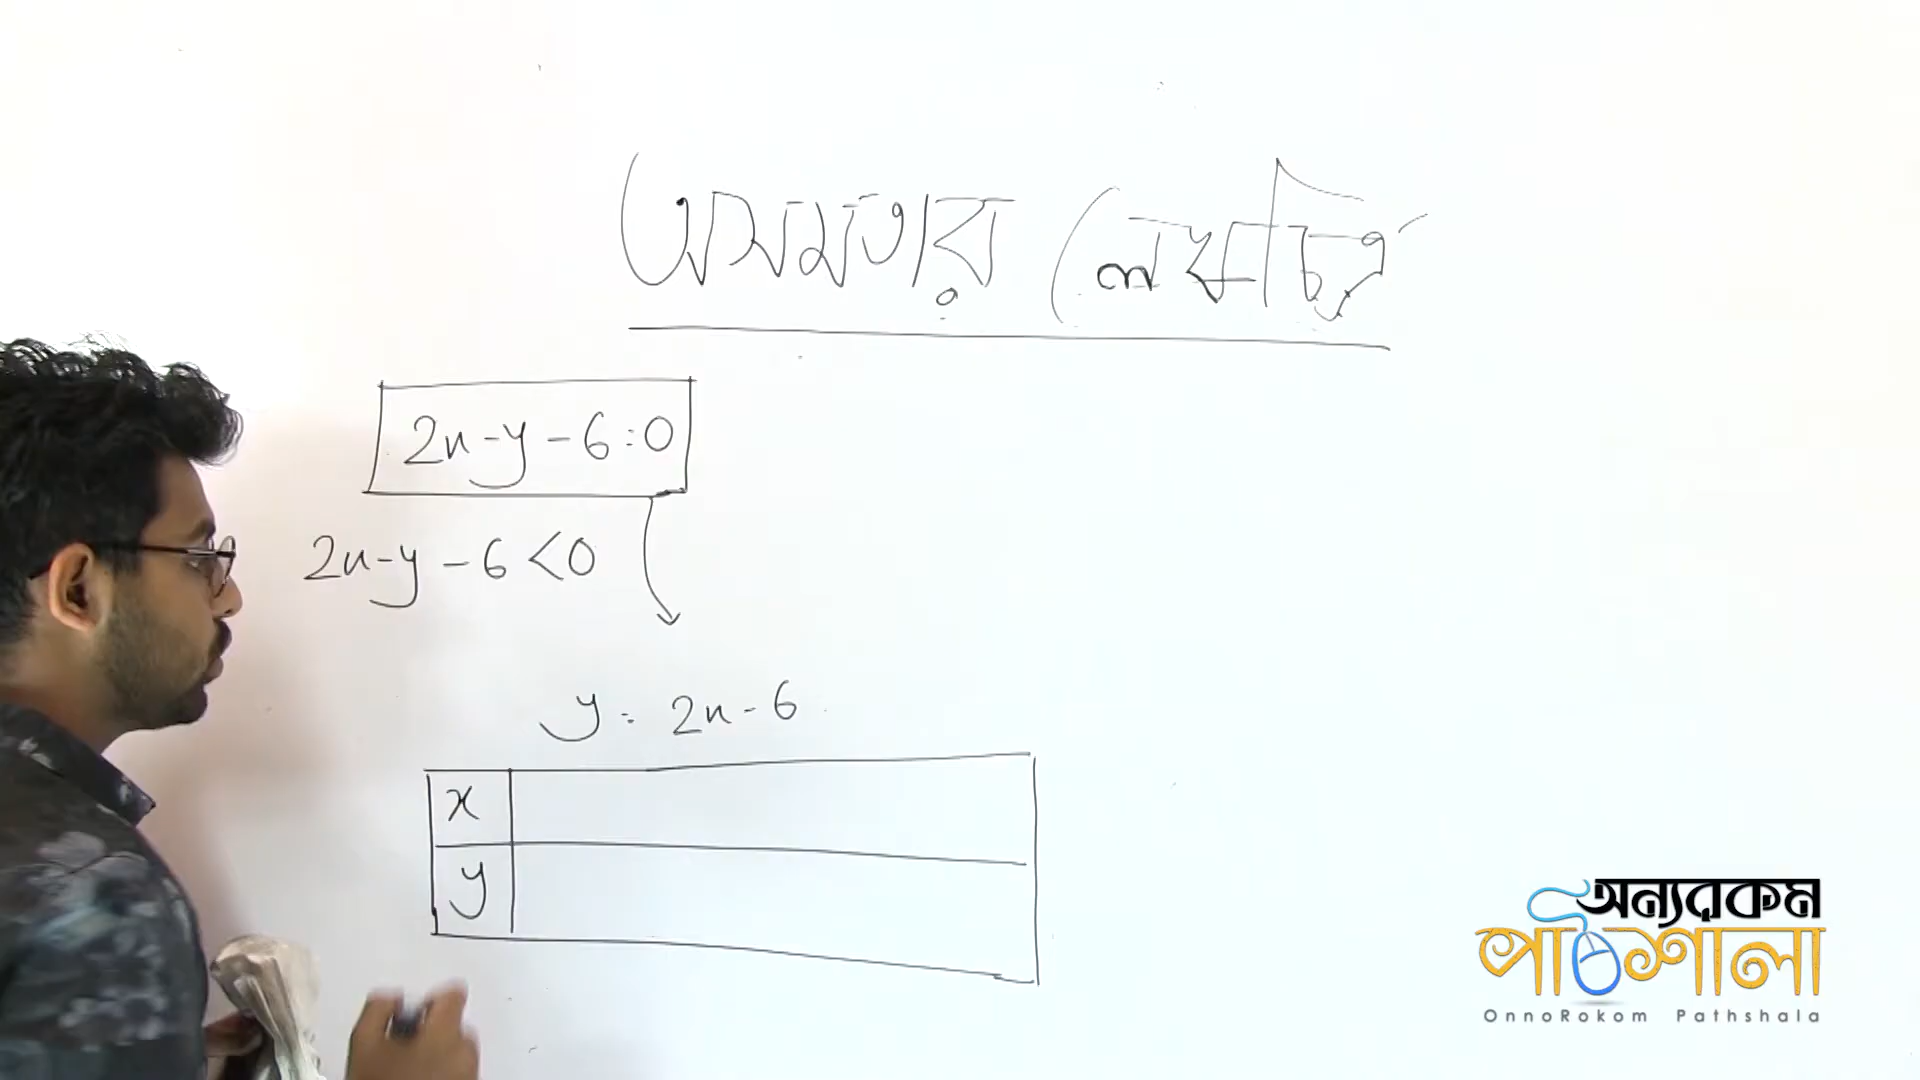 অসমতার লেখচিত্র
2x-y-6=0
2x-y-6<0
y = 2x-6
x
y
অন্যরকম
পাঠশালা
OnnoRokom Pathshala